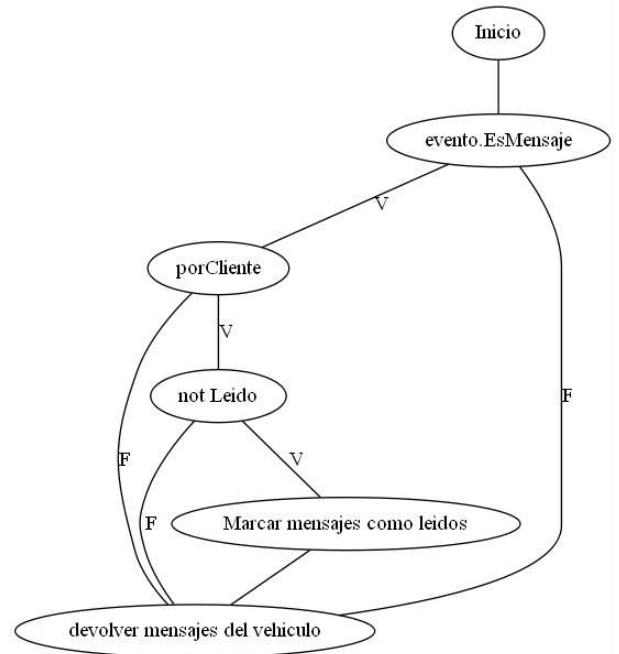 Inicio
evento.EsMensaje
V
porCliente
V
not Leido
F
F
V
F
Marcar mensajes como leidos
devolver mensajes del vehiculo